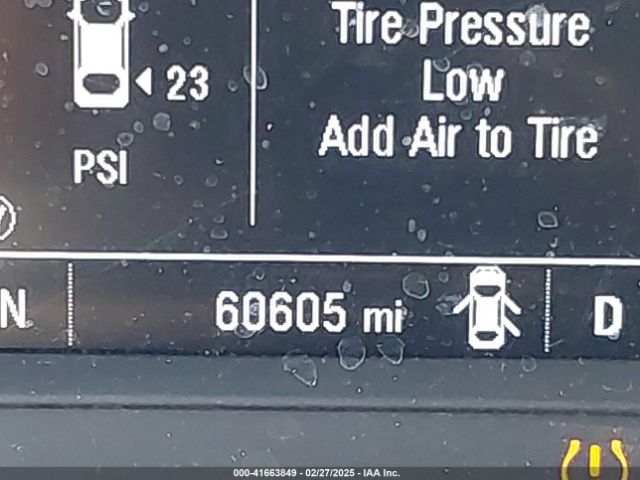 Tire Pressure
Low
Add Air to Tire
23
PSI
N
60605 mi
D
000-41663849 - 02/27/2025 - IAA Inc.